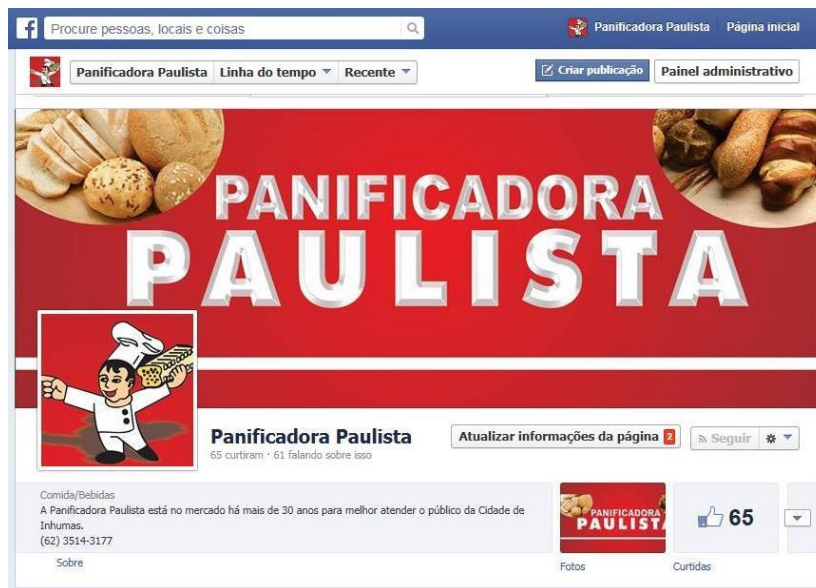 Procure pessoas, locais e coisas
Panificadora Paulista Página inicial
Panificadora Paulista Linha do tempo Recente
Criar publicação Painel administrativo
PANIFICADORA
PAULISTA
Panificadora Paulista
65 curtiram · 61 falando sobre isso
Atualizar informações da página 2
Seguir
Comida/Bebidas
A Panificadora Paulista está no mercado há mais de 30 anos para melhor atender o público da Cidade de
Inhumas.
(62) 3514-3177
Sobre
PANIFICADORA
PAULISTA
65
Fotos
Curtidas